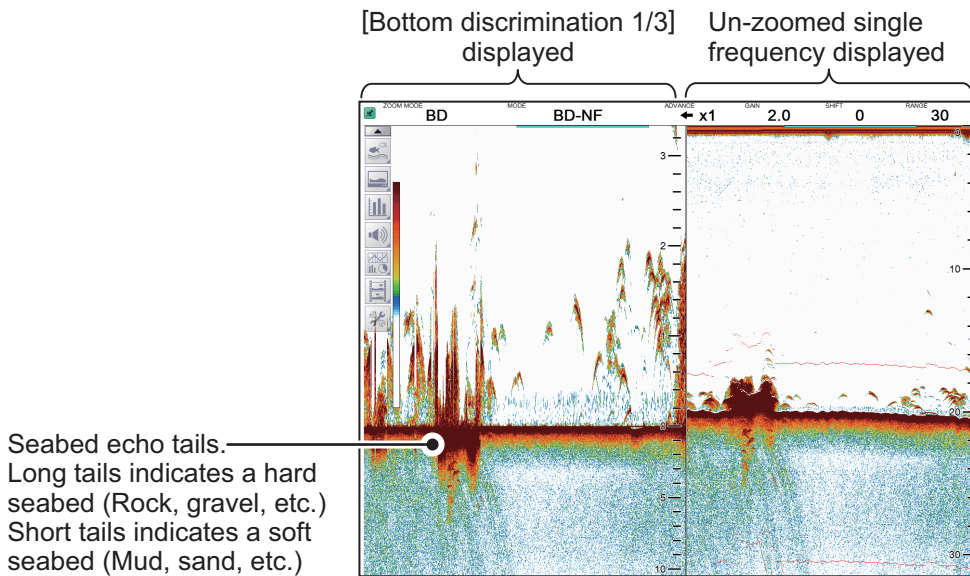 [Bottom discrimination 1/3]
displayed
Un-zoomed single
frequency displayed
ZOOM MODE
BD
MODE
BD-NF
ADVANCE
x1
GAIN
2.0
SHIFT
0
RANGE
30
3
2
1
0
5
10
0
10
20
30
Seabed echo tails.
Long tails indicates a hard
seabed (Rock, gravel, etc.)
Short tails indicates a soft
seabed (Mud, sand, etc.)